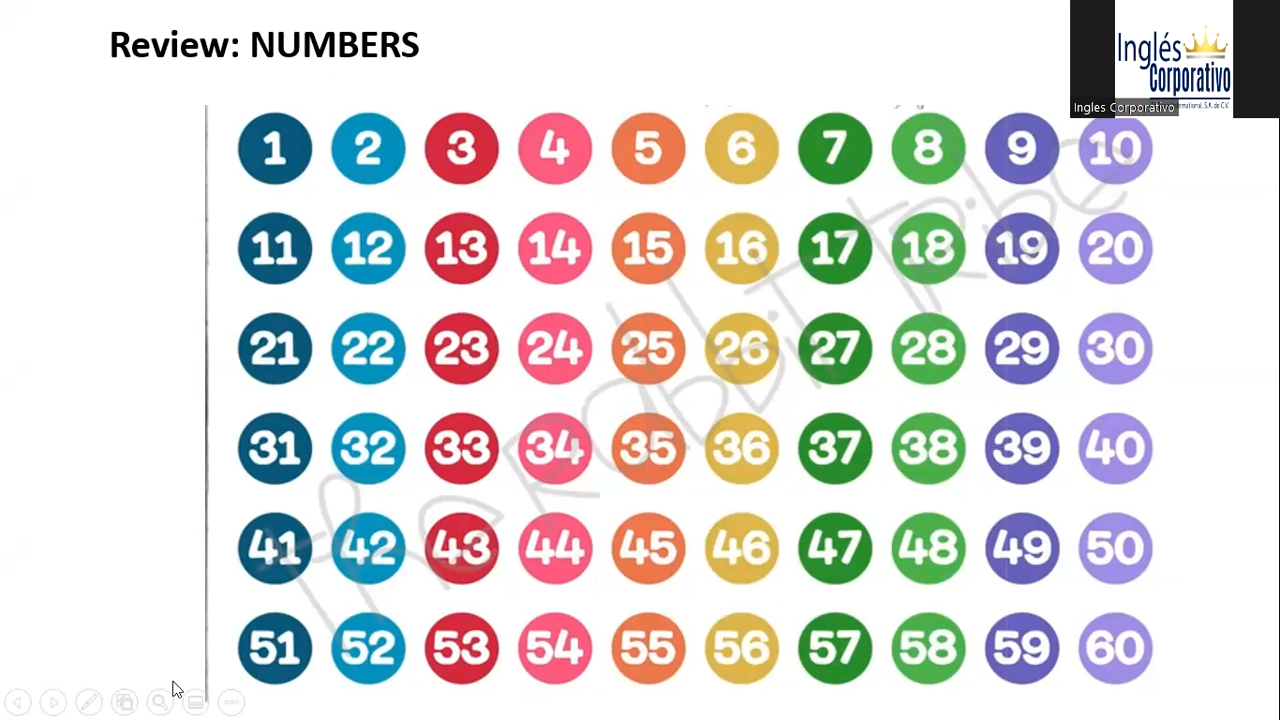 Review: NUMBERS
Inglés
Corporativo
Ingles Corporativo
1 2 3 4 5 6 7 8 9 10
11 12 13 14 15 16 17 18 19 20
21 22 23 24 25 26 27 28 29 30
31 32 33 34 35 36 37 38 39 40
41 42 43 44 45 46 47 48 49 50
51 52 53 54 55 56 57 58 59 60
the Rabbit Tribe